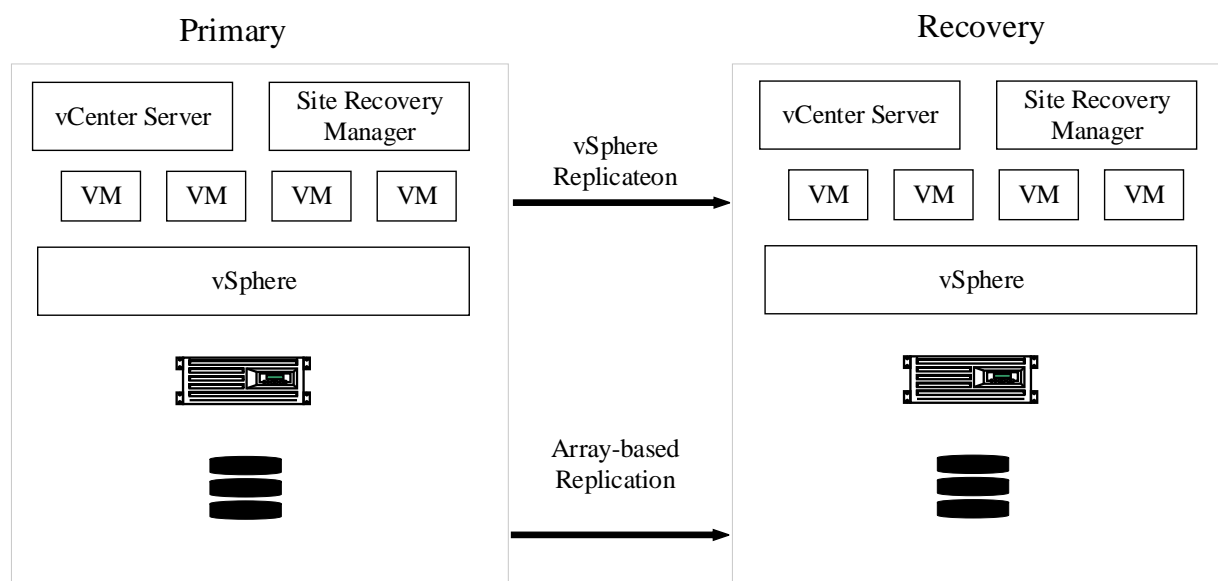 Primary
Recovery
vCenter Server
Site Recovery
Manager
VM
VM
VM
VM
vSphere
vSphere
Replicateon
Array-based
Replication
vCenter Server
Site Recovery
Manager
VM
VM
VM
VM
vSphere